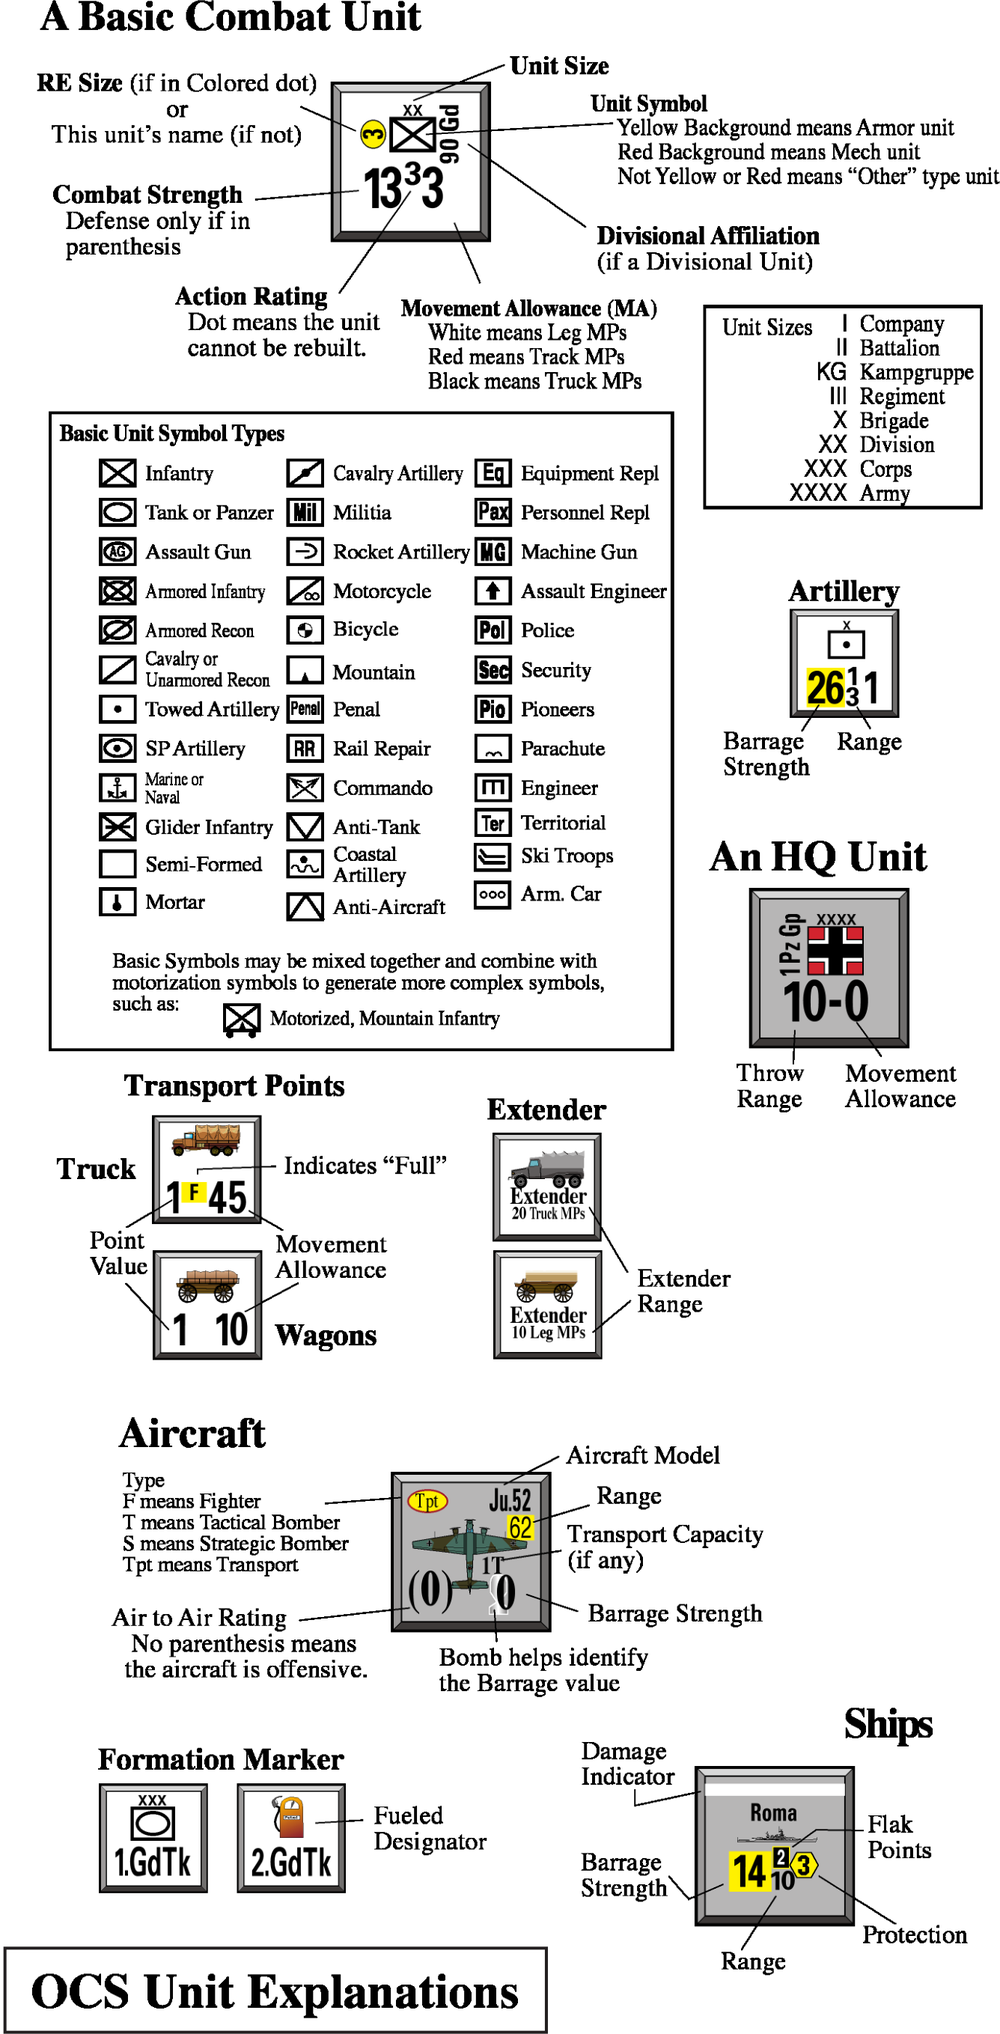 A Basic Combat Unit
Unit Size
RE Size (if in Colored dot)
or
This unit's name (if not)
Unit Symbol
Yellow Background means Armor unit
Red Background means Mech unit
Not Yellow or Red means “Other” type unit
XX
3
90 Gd
13 3 3
Combat Strength
Defense only if in
parenthesis
Divisional Affiliation
(if a Divisional Unit)
Action Rating
Dot means the unit
cannot be rebuilt.
Movement Allowance (MA)
White means Leg MPs
Red means Track MPs
Black means Truck MPs
Unit Sizes
I Company
II Battalion
KG Kampgruppe
III Regiment
X Brigade
XX Division
XXX Corps
XXXX Army
Basic Unit Symbol Types
Infantry
Tank or Panzer
AG Assault Gun
Armored Infantry
Armored Recon
Cavalry or
Unarmored Recon
Towed Artillery
SP Artillery
Marine or
Naval
Glider Infantry
Semi-Formed
Mortar
Cavalry Artillery
Mil Militia
Rocket Artillery
Motorcycle
Bicycle
Mountain
Penal Penal
RR Rail Repair
Commando
Anti-Tank
Coastal
Artillery
Anti-Aircraft
Eq Equipment Repl
Pax Personnel Repl
MG Machine Gun
Assault Engineer
Pol Police
Sec Security
Pio Pioneers
Parachute
Engineer
Ter Territorial
Ski Troops
Arm. Car
Basic Symbols may be mixed together and combine with
motorization symbols to generate more complex symbols,
such as:
Motorized, Mountain Infantry
Artillery
X
26 1 3 1
Barrage
Strength
Range
An HQ Unit
XXXX
1 Pz Gp
10-0
Throw
Range
Movement
Allowance
Transport Points
Truck
Indicates “Full”
1 F 45
Point
Value
Movement
Allowance
1 10
Wagons
Extender
Extender
20 Truck MPs
Extender
10 Leg MPs
Extender
Range
Aircraft
Type
F means Fighter
T means Tactical Bomber
S means Strategic Bomber
Tpt means Transport
Aircraft Model
Range
Transport Capacity
(if any)
Tpt
Ju.52
62
1T
(0) 0
Air to Air Rating
No parenthesis means
the aircraft is offensive.
Barrage Strength
Bomb helps identify
the Barrage value
Ships
Damage
Indicator
Roma
14 2 10 3
Flak
Points
Barrage
Strength
Protection
Range
Formation Marker
XXX
1.GdTk
2.GdTk
Fueled
Designator
OCS Unit Explanations